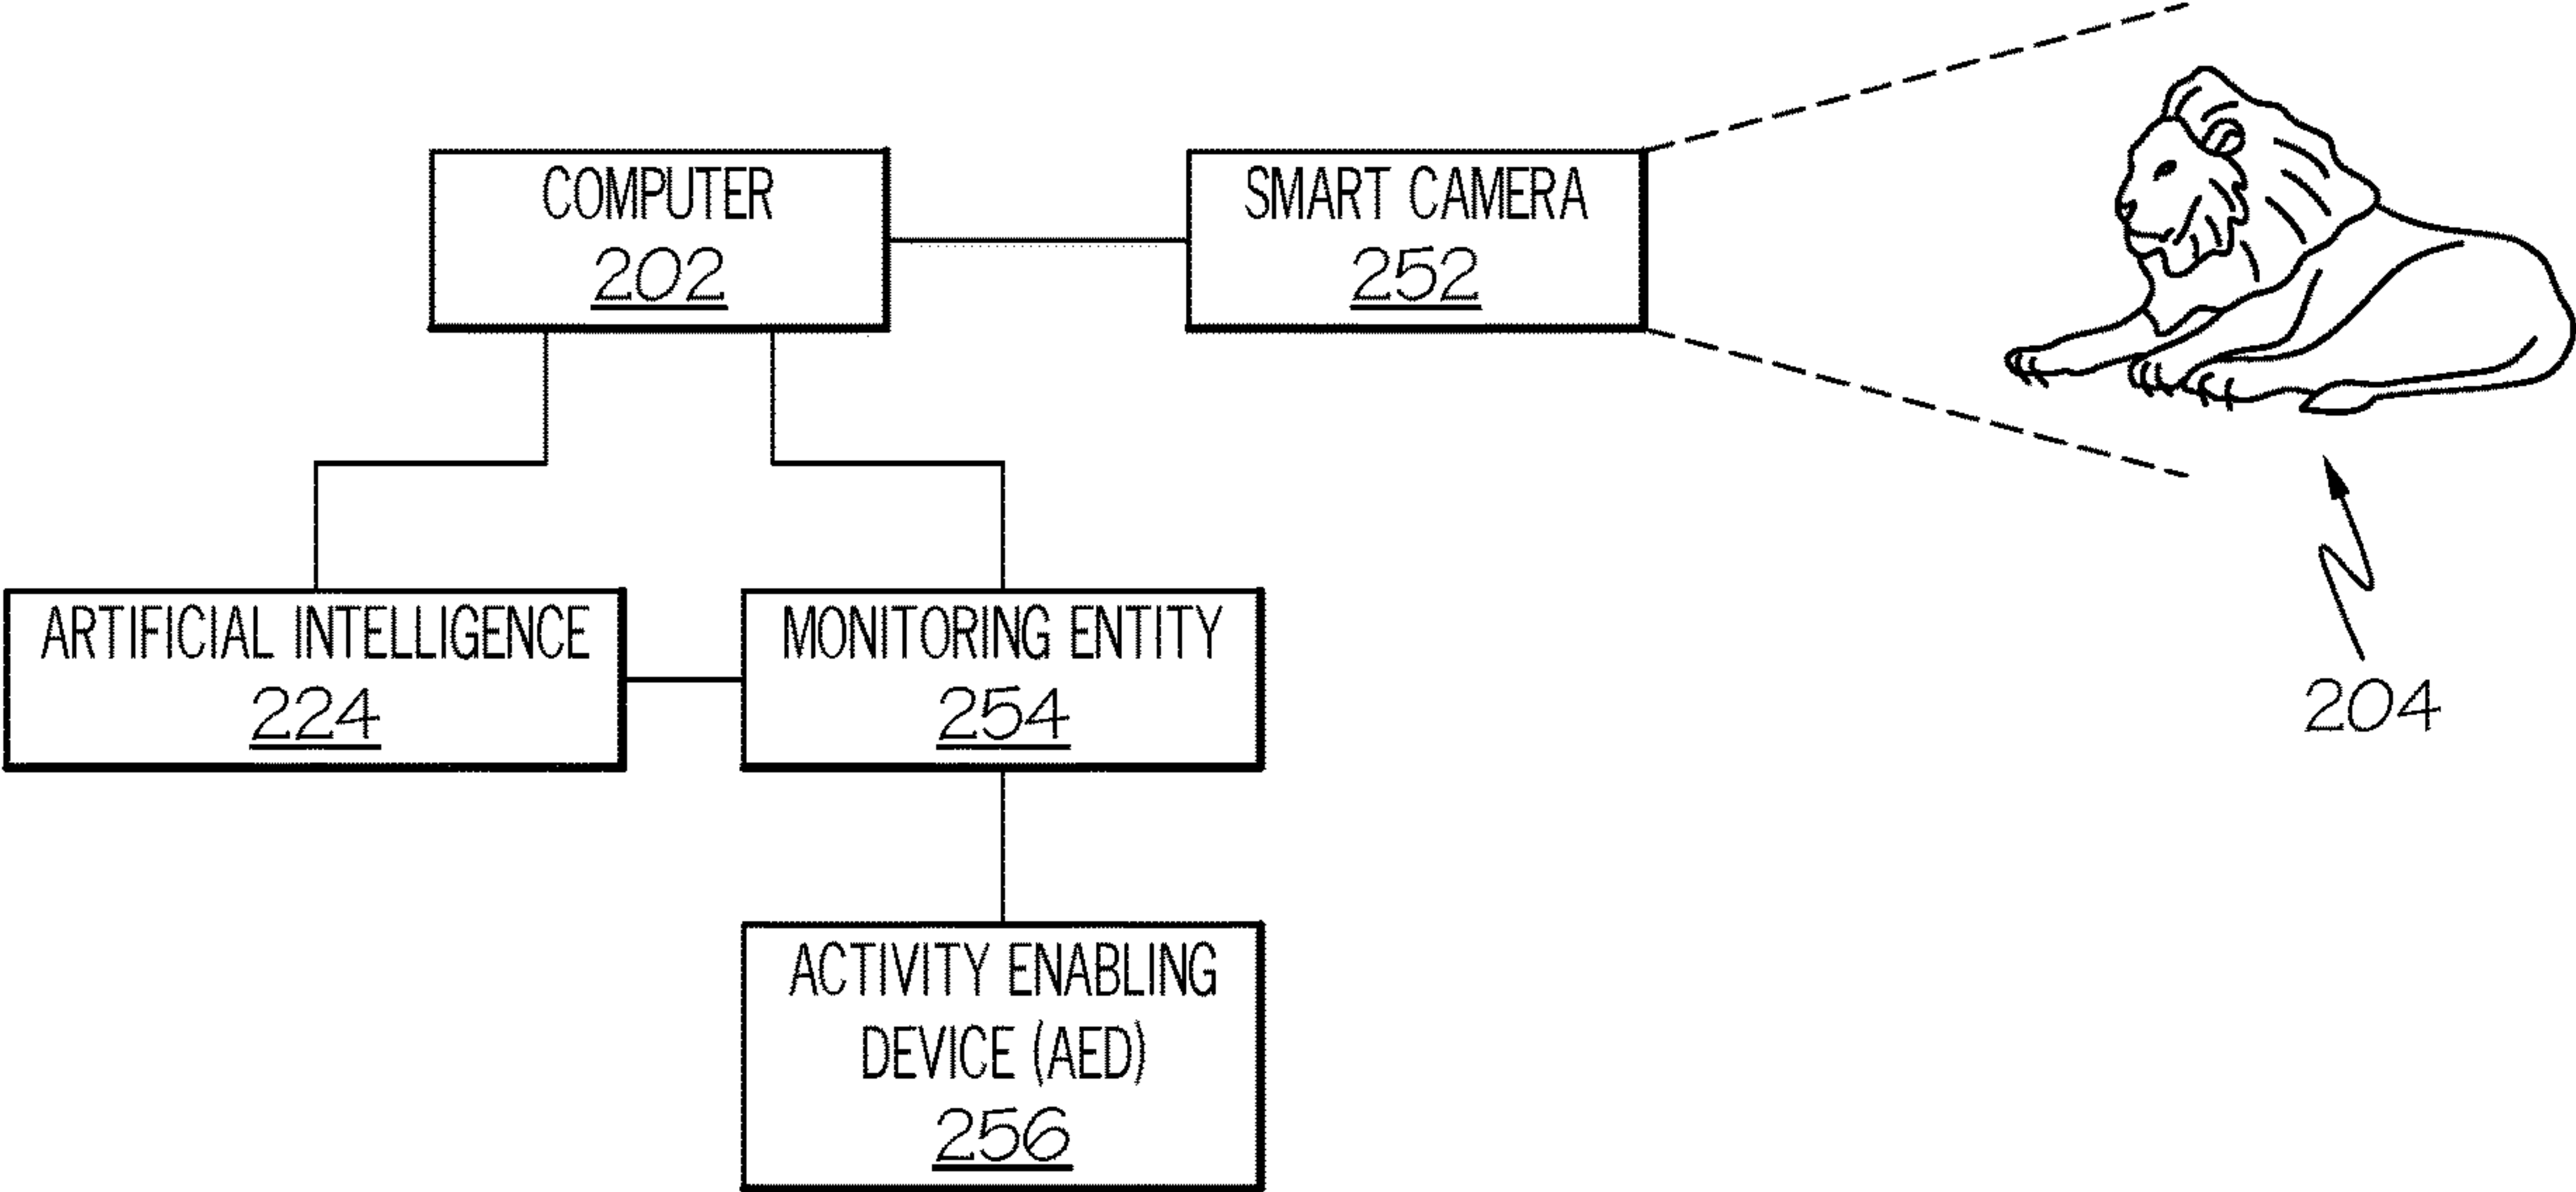 COMPUTER
202
SMART CAMERA
252
ARTIFICIAL INTELLIGENCE
224
MONITORING ENTITY
254
204
ACTIVITY ENABLING
DEVICE (AED)
256